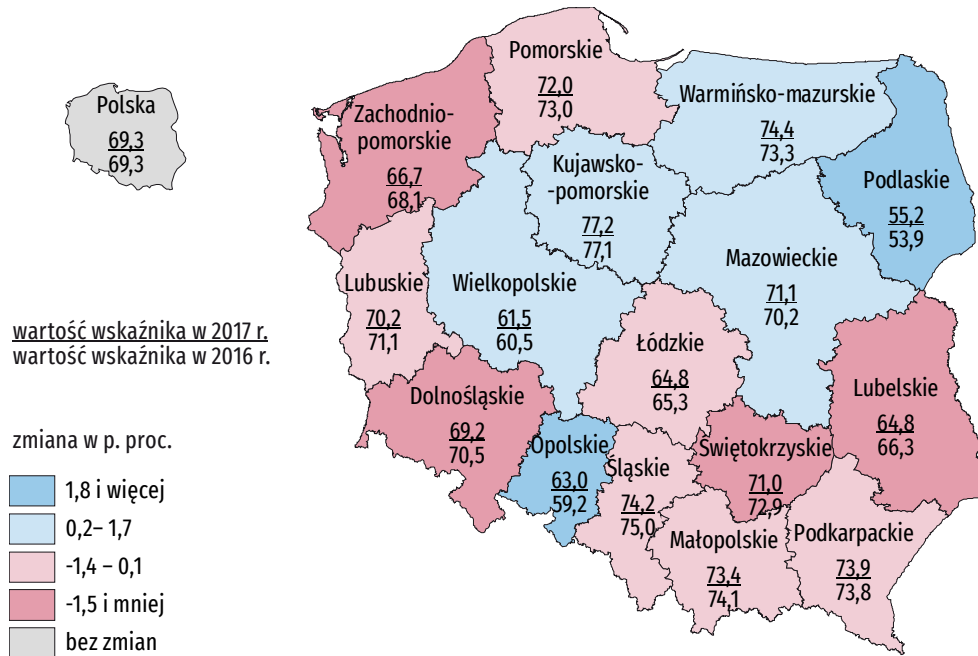 Polska
69,3
69,3
Pomorskie
72,0
73,0
Warmińsko-mazurskie
74,4
73,3
Zachodnio-
pomorskie
66,7
68,1
Kujawsko-
-pomorskie
77,2
77,1
Podlaskie
55,2
53,9
Mazowieckie
71,1
70,2
Lubuskie
70,2
71,1
Wielkopolskie
61,5
60,5
Łódzkie
64,8
65,3
Lubelskie
64,8
66,3
Dolnośląskie
69,2
70,5
Opolskie
63,0
59,2
Śląskie
74,2
75,0
Świętokrzyskie
71,0
72,9
Małopolskie
73,4
74,1
Podkarpackie
73,9
73,8
wartość wskaźnika w 2017 r.
wartość wskaźnika w 2016 r.
zmiana w p. proc.
1,8 i więcej
0,2– 1,7
-1,4 – 0,1
-1,5 i mniej
bez zmian